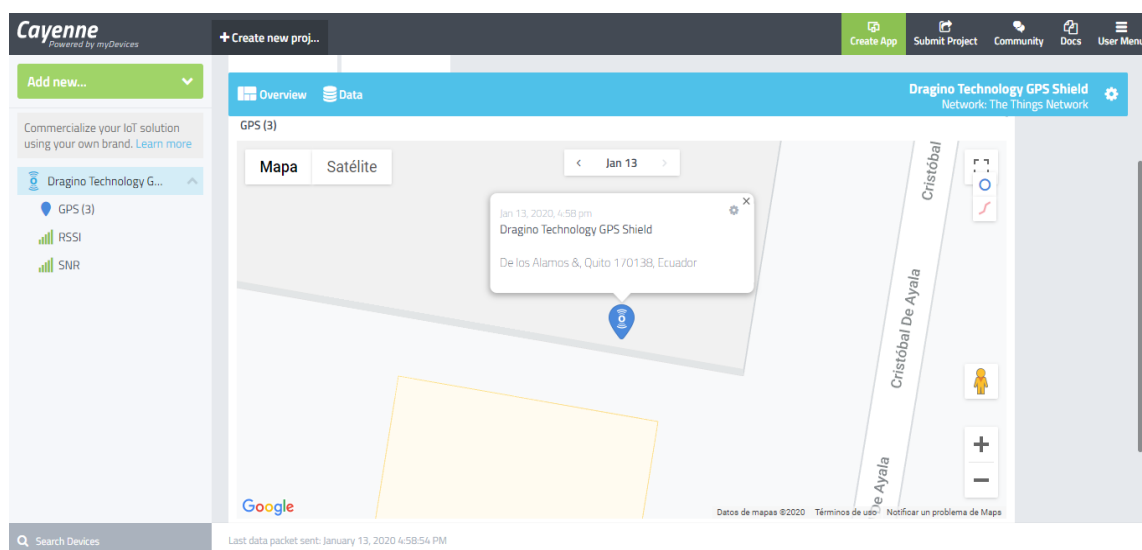 Cayenne
Powered by myDevices
+ Create new proj...
Create App
Submit Project
Community
Docs
User Menu
Add new...
Commercialize your IoT solution
using your own brand. Learn more
Dragino Technology G...
GPS (3)
RSSI
SNR
Search Devices
Overview
Data
Dragino Technology GPS Shield
Network: The Things Network
GPS (3)
Mapa
Satélite
Jan 13
Jan 13, 2020, 4:58 pm
Dragino Technology GPS Shield
De los Alamos &, Quito 170138, Ecuador
Cristóbal
Cristóbal De Ayala
De Ayala
Google
Datos de mapas ©2020
Términos de uso
Notificar un problema de Maps
Last data packet sent: January 13, 2020 4:58:54 PM